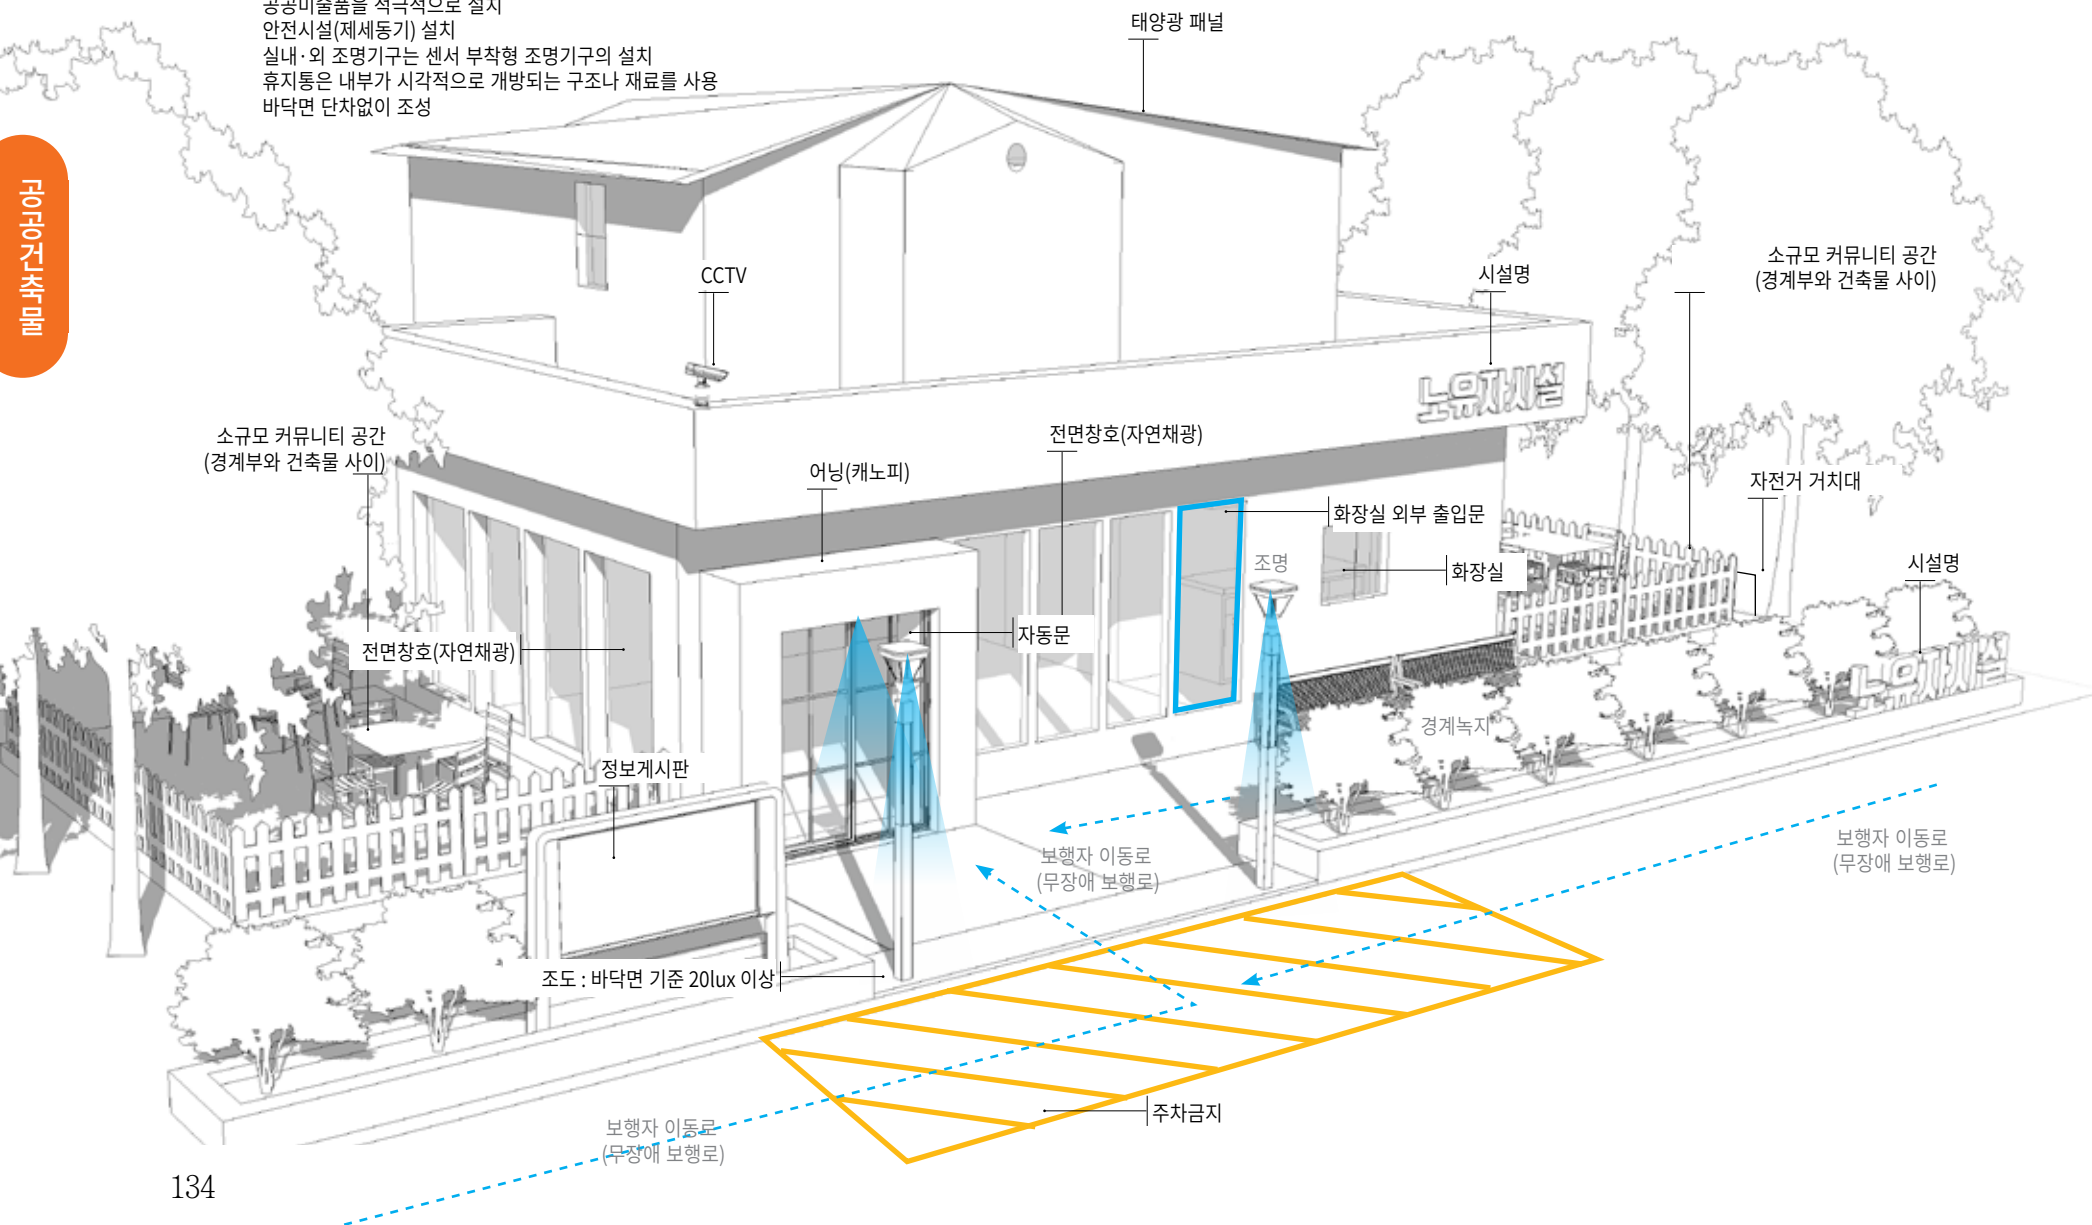 공공미술품을 적극적으로 설치
안전시설(제세동기) 설치
실내·외 조명기구는 센서 부착형 조명기구의 설치
휴지통은 내부가 시각적으로 개방되는 구조나 재료를 사용
바닥면 단차없이 조성
태양광 패널
공공건축물
CCTV
시설명
소규모 커뮤니티 공간
(경계부와 건축물 사이)
노유자시설
소규모 커뮤니티 공간
(경계부와 건축물 사이)
어닝(캐노피)
전면창호(자연채광)
화장실 외부 출입문
자전거 거치대
조명
화장실
시설명
전면창호(자연채광)
자동문
노유자시설
경계녹지
정보게시판
보행자 이동로
(무장애 보행로)
보행자 이동로
(무장애 보행로)
조도 : 바닥면 기준 20lux 이상
주차금지
보행자 이동로
(무장애 보행로)
134